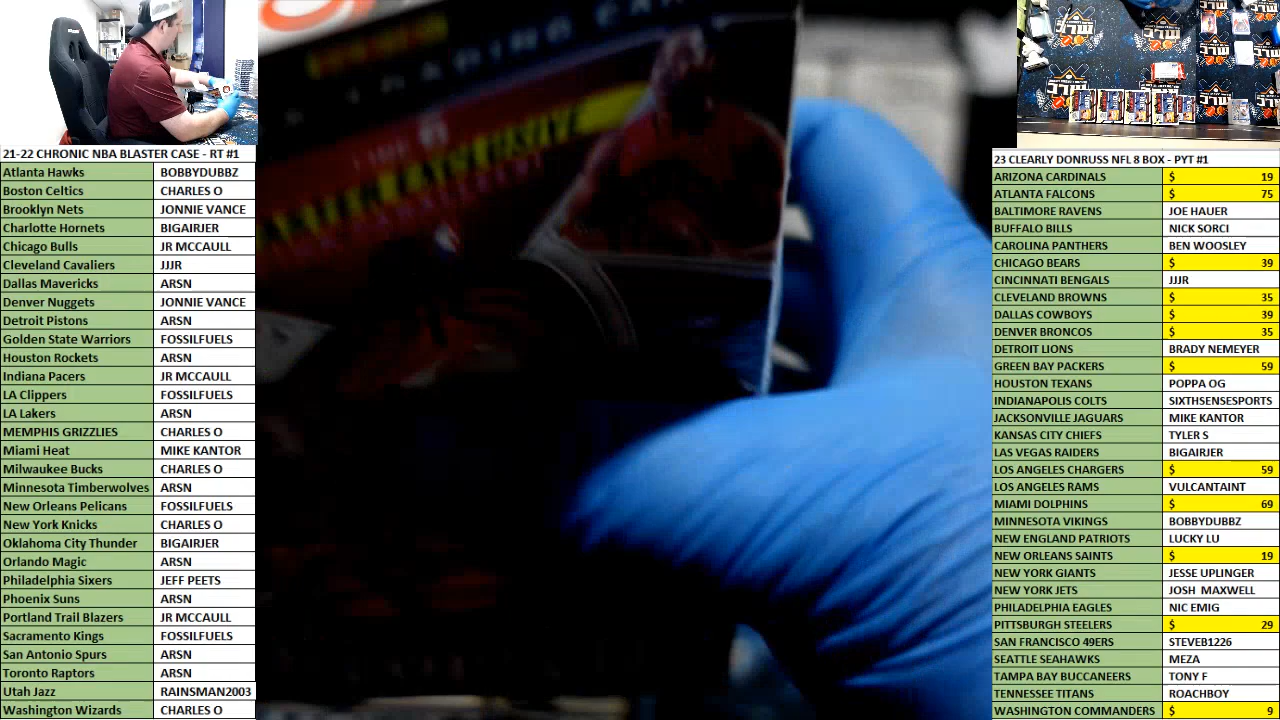 21-22 CHRONIC NBA BLASTER CASE - RT #1
Atlanta Hawks BOBBYDUBBZ
Boston Celtics CHARLES O
Brooklyn Nets JONNIE VANCE
Charlotte Hornets BIGAIRJER
Chicago Bulls JR MCCAULL
Cleveland Cavaliers JJJR
Dallas Mavericks ARSN
Denver Nuggets JONNIE VANCE
Detroit Pistons ARSN
Golden State Warriors FOSSILFUELS
Houston Rockets ARSN
Indiana Pacers JR MCCAULL
LA Clippers FOSSILFUELS
LA Lakers ARSN
MEMPHIS GRIZZLIES CHARLES O
Miami Heat MIKE KANTOR
Milwaukee Bucks CHARLES O
Minnesota Timberwolves ARSN
New Orleans Pelicans FOSSILFUELS
New York Knicks CHARLES O
Oklahoma City Thunder BIGAIRJER
Orlando Magic ARSN
Philadelphia Sixers JEFF PEETS
Phoenix Suns ARSN
Portland Trail Blazers JR MCCAULL
Sacramento Kings FOSSILFUELS
San Antonio Spurs ARSN
Toronto Raptors ARSN
Utah Jazz RAINSMAN2003
Washington Wizards CHARLES O
TRADING CAR
23 CLEARLY DONRUSS NFL 8 BOX - PYT #1
ARIZONA CARDINALS $ 19
ATLANTA FALCONS $ 75
BALTIMORE RAVENS JOE HAUER
BUFFALO BILLS NICK SORCI
CAROLINA PANTHERS BEN WOOSLEY
CHICAGO BEARS $ 39
CINCINNATI BENGALS JJJR
CLEVELAND BROWNS $ 35
DALLAS COWBOYS $ 39
DENVER BRONCOS $ 35
DETROIT LIONS BRADY NEMEYER
GREEN BAY PACKERS $ 59
HOUSTON TEXANS POPPA OG
INDIANAPOLIS COLTS SIXTHSENSESPORTS
JACKSONVILLE JAGUARS MIKE KANTOR
KANSAS CITY CHIEFS TYLER S
LAS VEGAS RAIDERS BIGAIRJER
LOS ANGELES CHARGERS $ 59
LOS ANGELES RAMS VULCANTAINT
MIAMI DOLPHINS $ 69
MINNESOTA VIKINGS BOBBYDUBBZ
NEW ENGLAND PATRIOTS LUCKY LU
NEW ORLEANS SAINTS $ 19
NEW YORK GIANTS JESSE UPLINGER
NEW YORK JETS JOSH MAXWELL
PHILADELPHIA EAGLES NIC EMIG
PITTSBURGH STEELERS $ 29
SAN FRANCISCO 49ERS STEVEB1226
SEATTLE SEAHAWKS MEZA
TAMPA BAY BUCCANEERS TONY F
TENNESSEE TITANS ROACHBOY
WASHINGTON COMMANDERS $ 9